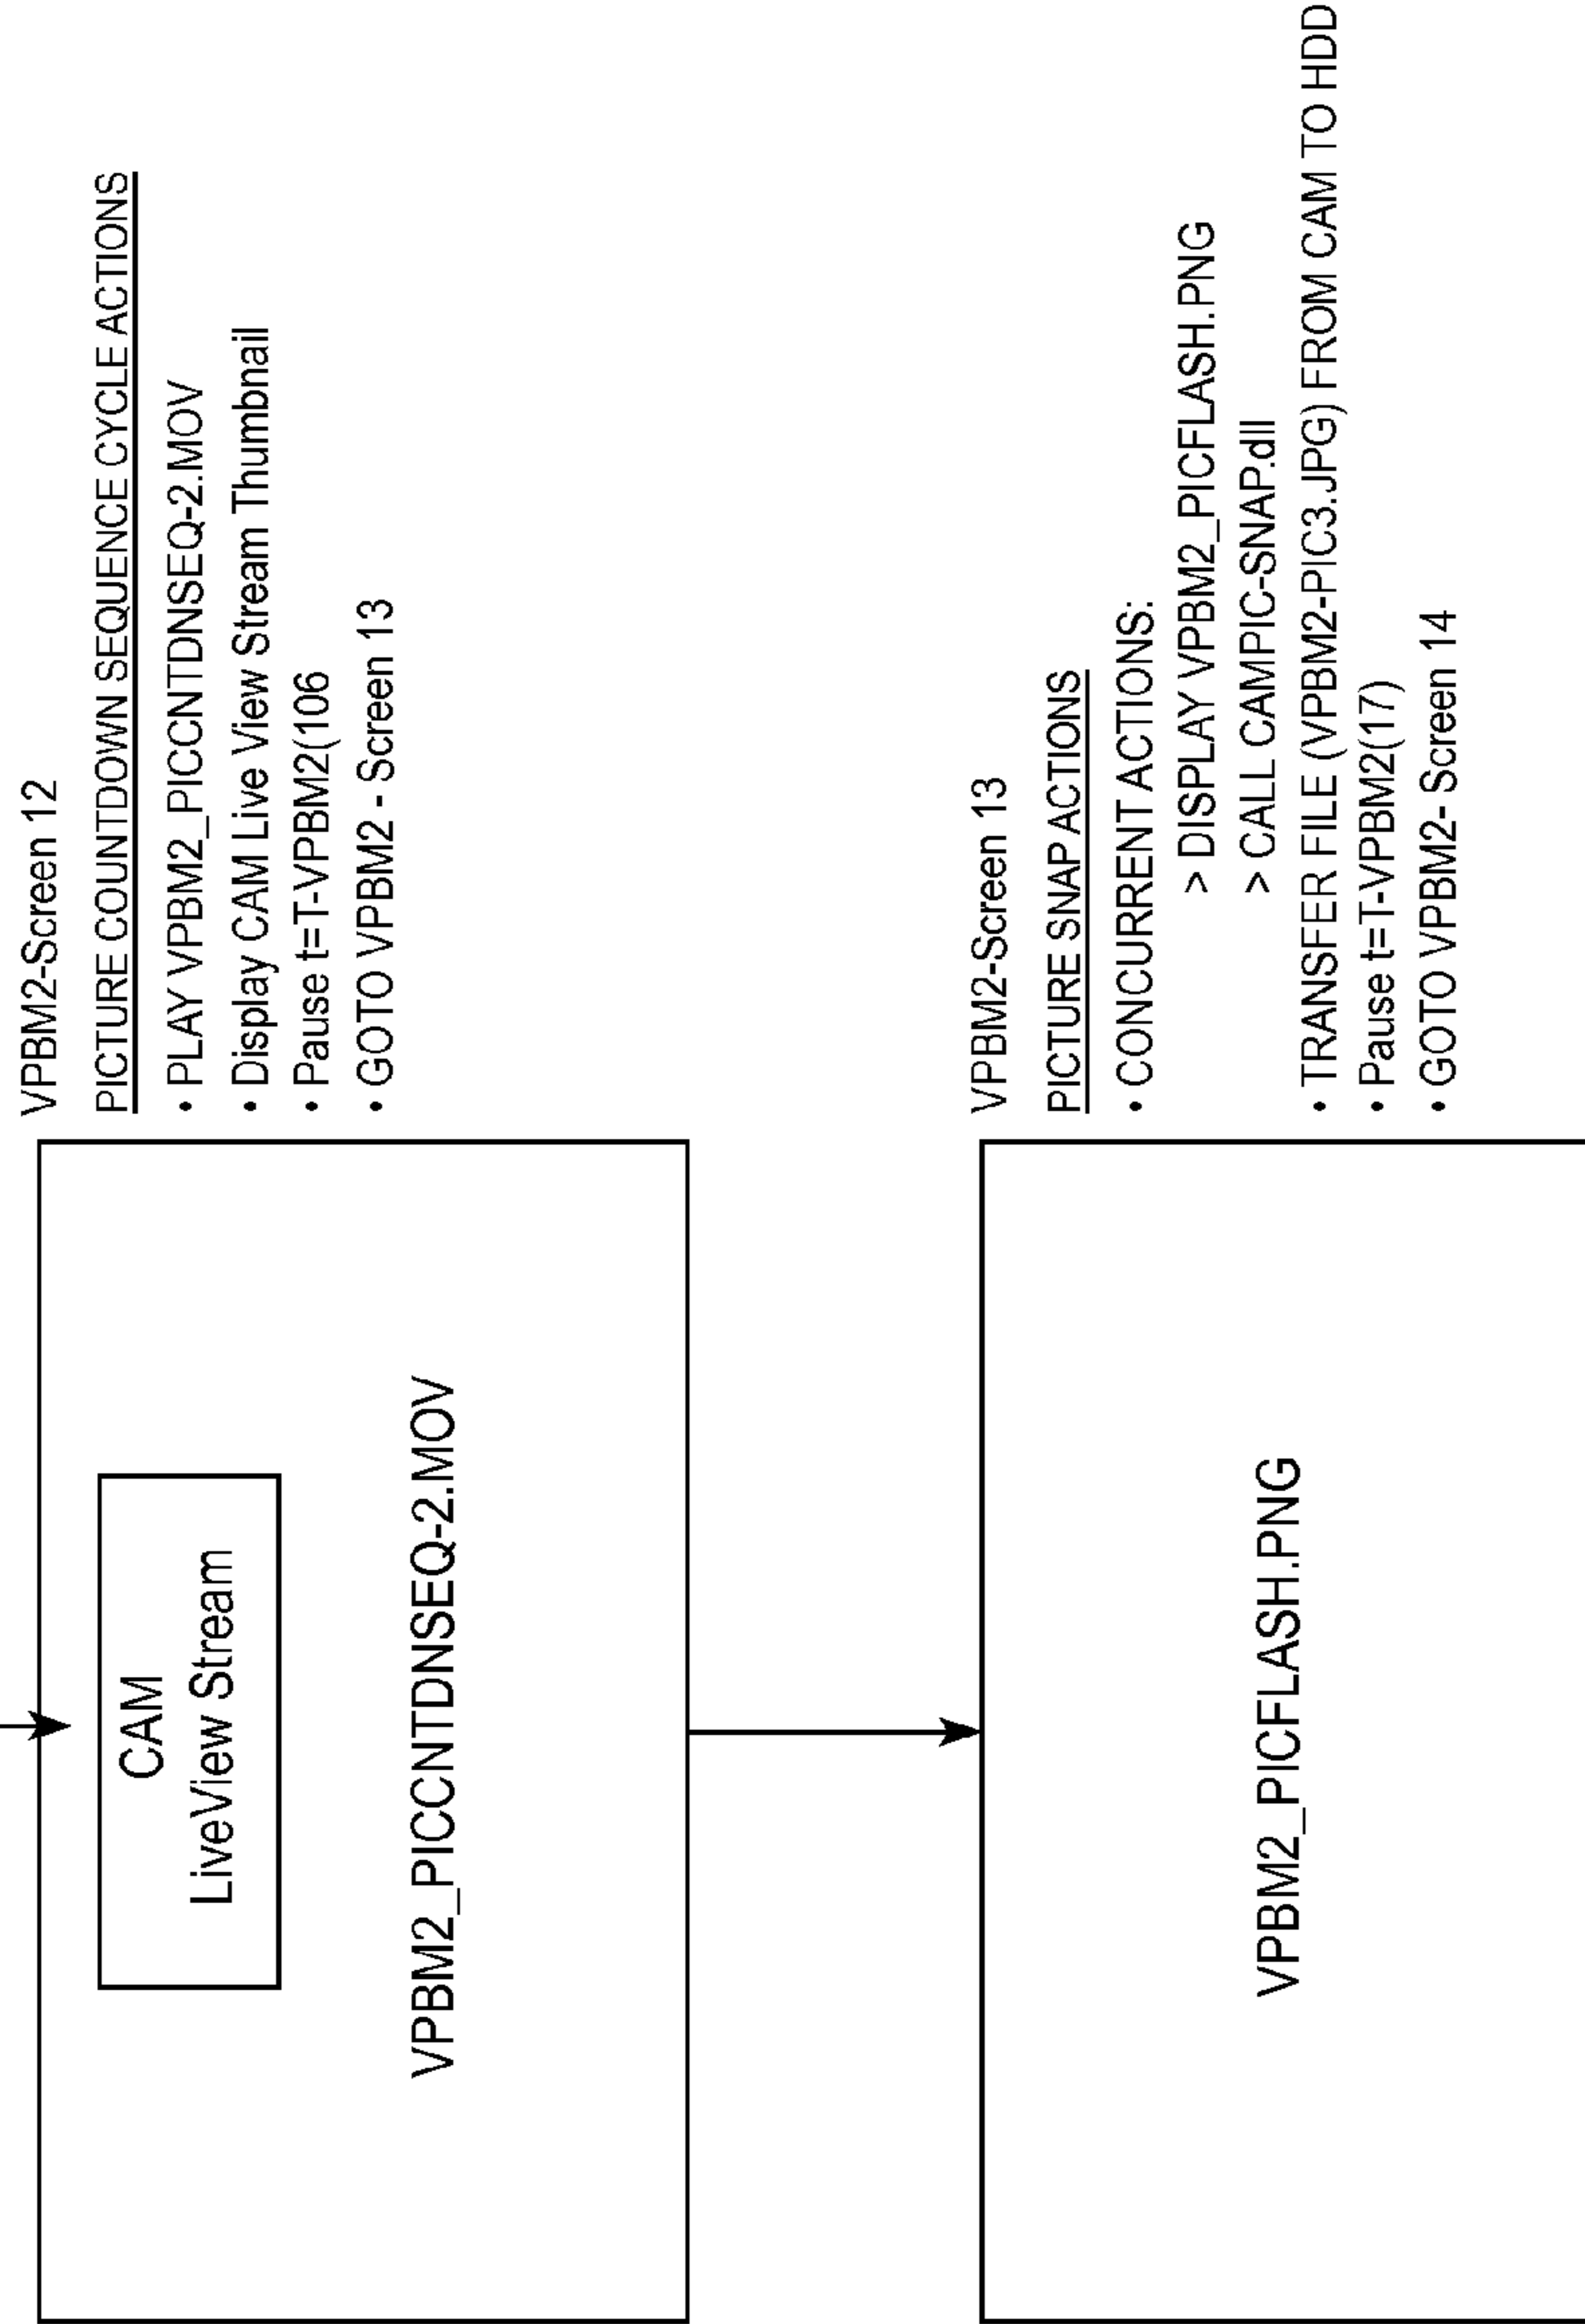 VPBM2-Screen 12
PICTURE COUNTDOWN SEQUENCE CYCLE ACTIONS
• PLAY VPBM2_PICCNTDNSEQ-2.MOV
• Display CAM Live View Stream Thumbnail
• Pause t=T-VPBM2(106
• GOTO VPBM2 - Screen 13
CAM
LiveView Stream
VPBM2_PICCNTDNSEQ-2.MOV
VPBM2-Screen 13
PICTURE SNAP ACTIONS
• CONCURRENT ACTIONS:
> DISPLAY VPBM2_PICFLASH.PNG
> CALL CAMPIC-SNAP.dll
• TRANSFER FILE (VPBM2-PIC3.JPG) FROM CAM TO HDD
• Pause t=T-VPBM2(17)
• GOTO VPBM2- Screen 14
VPBM2_PICFLASH.PNG